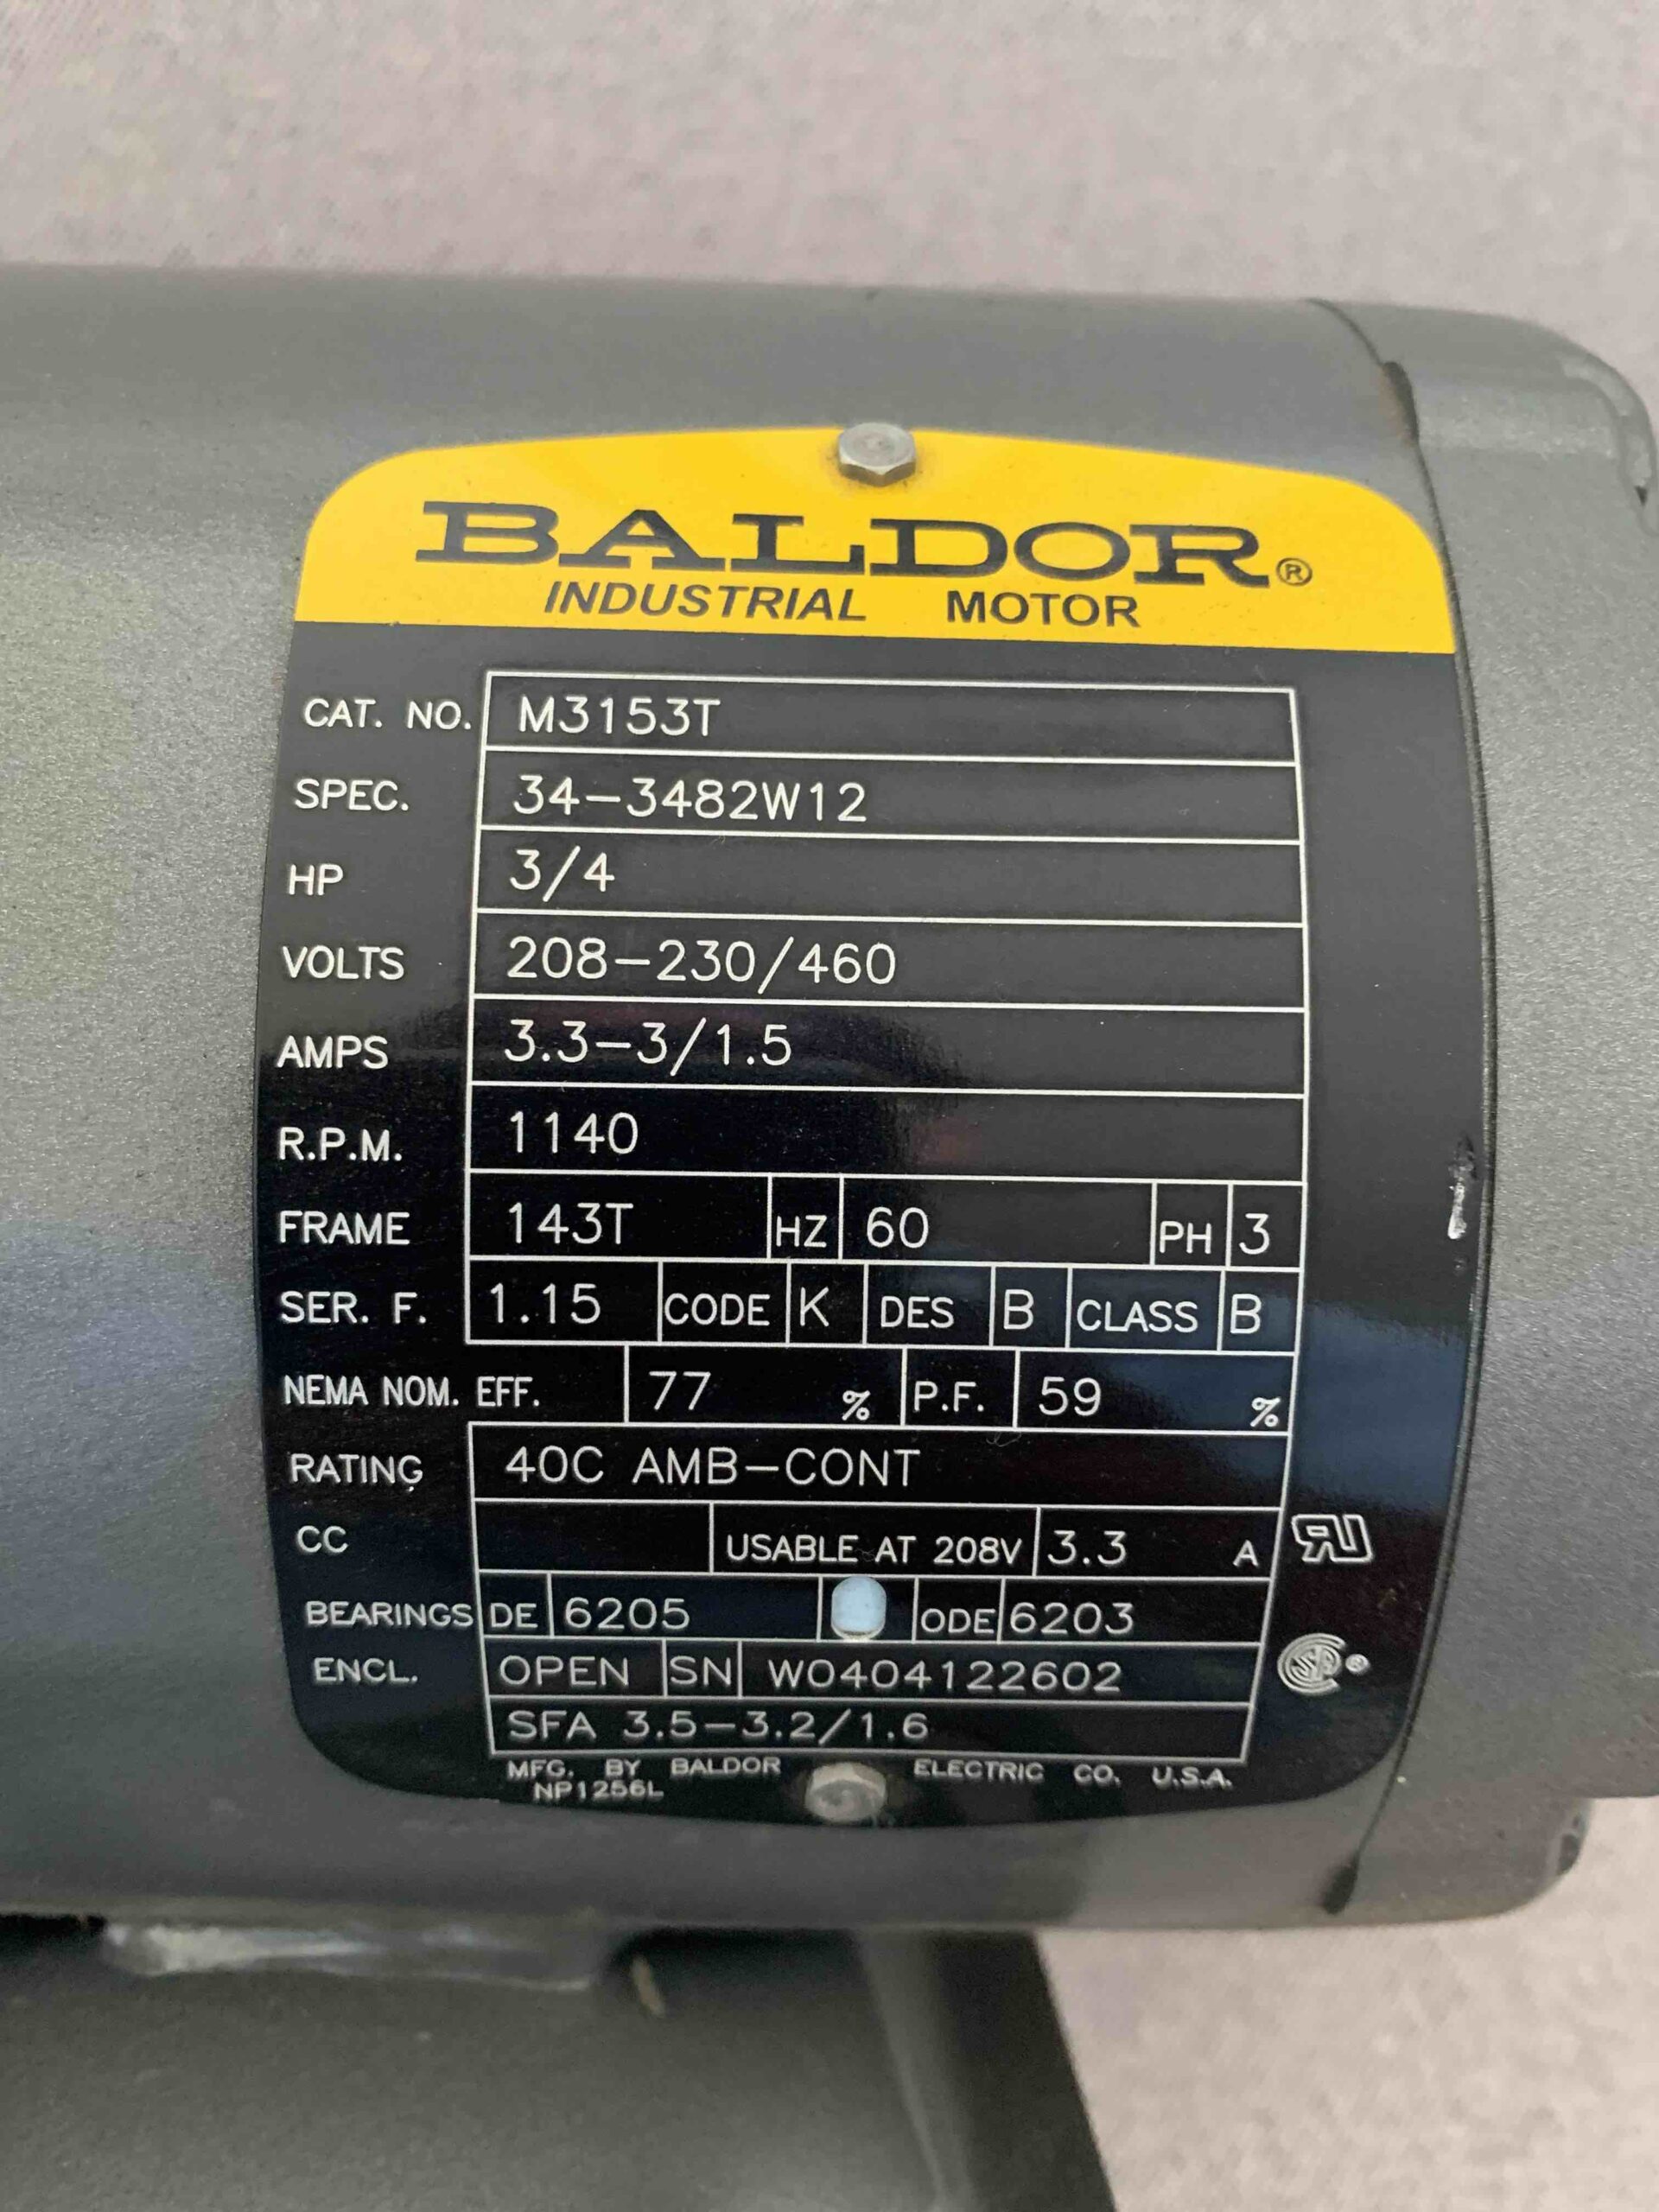 BALDOR®
INDUSTRIAL MOTOR
CAT. NO. M3153T
SPEC. 34-3482W12
HP 3/4
VOLTS 208-230/460
AMPS 3.3-3/1.5
R.P.M. 1140
FRAME 143T HZ 60 PH 3
SER. F. 1.15 CODE K DES B CLASS B
NEMA NOM. EFF. 77 % P.F. 59 %
RATING 40C AMB-CONT
CC USABLE AT 208V 3.3 A
BEARINGS DE 6205 ODE 6203
ENCL. OPEN SN W0404122602
SFA 3.5-3.2/1.6
MFG. BY BALDOR ELECTRIC CO. U.S.A.
NP1256L
RU
SA®